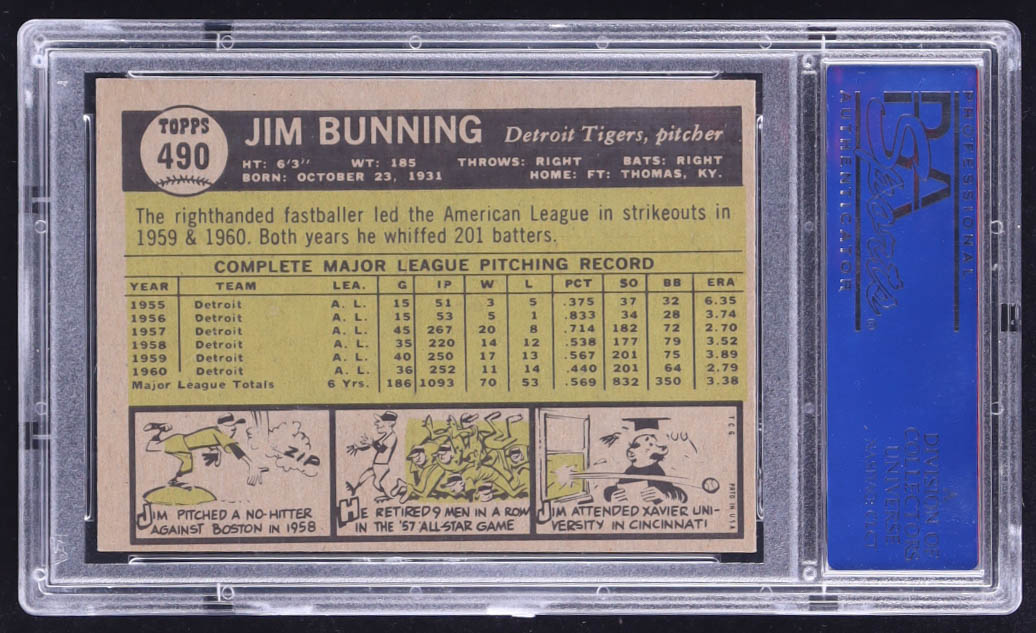 TOPPS
490
JIM BUNNING Detroit Tigers, pitcher
HT: 6'3" WT: 185 THROWS: RIGHT BATS: RIGHT
BORN: OCTOBER 23, 1931 HOME: FT: THOMAS, KY.
The righthanded fastballer led the American League in strikeouts in
1959 & 1960. Both years he whiffed 201 batters.
COMPLETE MAJOR LEAGUE PITCHING RECORD
YEAR TEAM LEA. G IP W L PCT SO BB ERA
1955 Detroit A. L. 15 51 3 5 .375 37 32 6.35
1956 Detroit A. L. 15 53 5 1 .833 34 28 3.74
1957 Detroit A. L. 45 267 20 8 .714 182 72 2.70
1958 Detroit A. L. 35 220 14 12 .538 177 79 3.52
1959 Detroit A. L. 40 250 17 13 .567 201 75 3.89
1960 Detroit A. L. 36 252 11 14 .440 201 64 2.79
Major League Totals 6 Yrs. 186 1093 70 53 .569 832 350 3.38
ZIP
JIM PITCHED A NO-HITTER
AGAINST BOSTON IN 1958
HE RETIRED 9 MEN IN A ROW
IN THE '57 ALL-STAR GAME
JIM ATTENDED XAVIER UNI-
VERSITY IN CINCINNATI
T.C.G.
PRTD. IN U.S.A.
PROFESSIONAL
PSA
AUTHENTICATOR
DIVISION OF
COLLECTORS
UNIVERSE